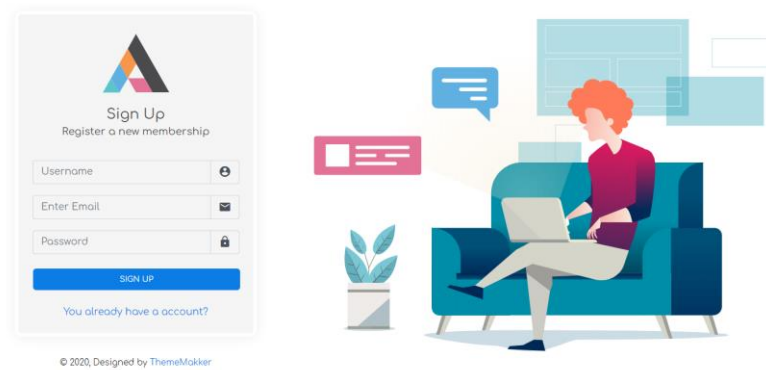 Sign Up
Register a new membership
Username
Enter Email
Password
SIGN UP
You already have a account?
© 2020, Designed by ThemeMakker